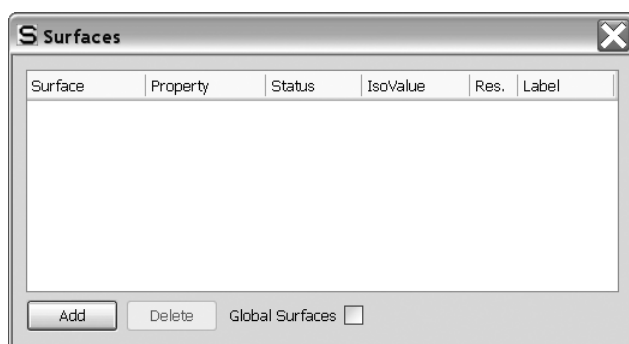 S Surfaces
Surface Property Status IsoValue Res. Label
Add Delete Global Surfaces